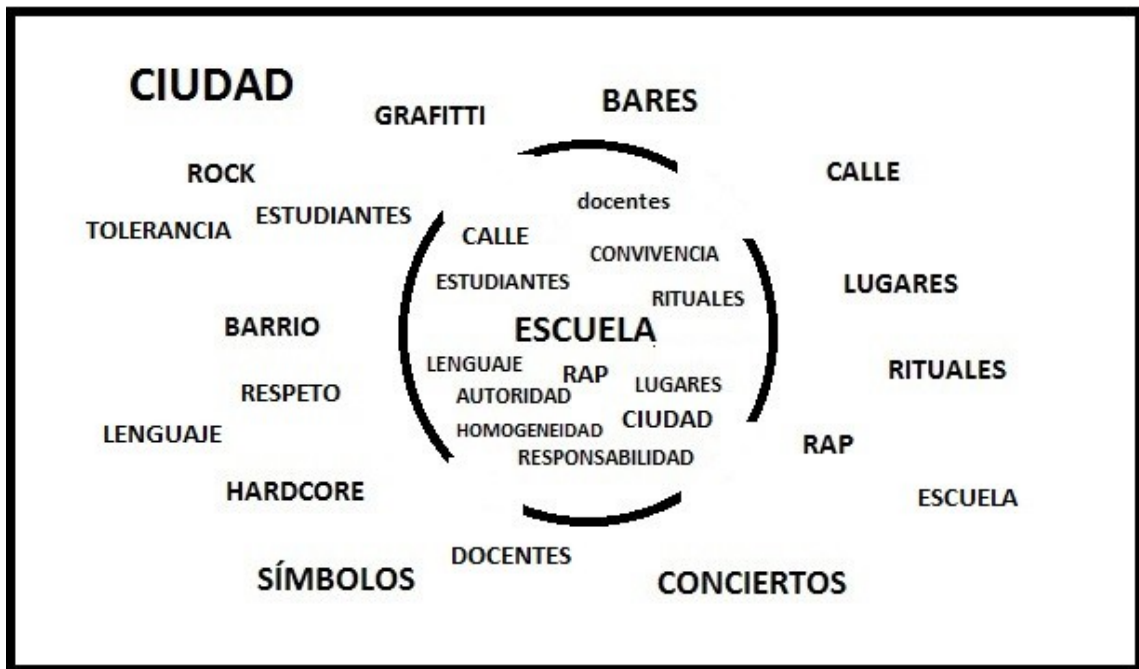 CIUDAD
GRAFITTI
BARES
ROCK
CALLE
docentes
TOLERANCIA
ESTUDIANTES
CALLE
CONVIVENCIA
ESTUDIANTES
RITUALES
LUGARES
BARRIO
ESCUELA
LENGUAJE
RAP
LUGARES
RITUALES
RESPETO
AUTORIDAD
CIUDAD
LENGUAJE
HOMOGENEIDAD
RAP
RESPONSABILIDAD
HARDCORE
ESCUELA
DOCENTES
SÍMBOLOS
CONCIERTOS